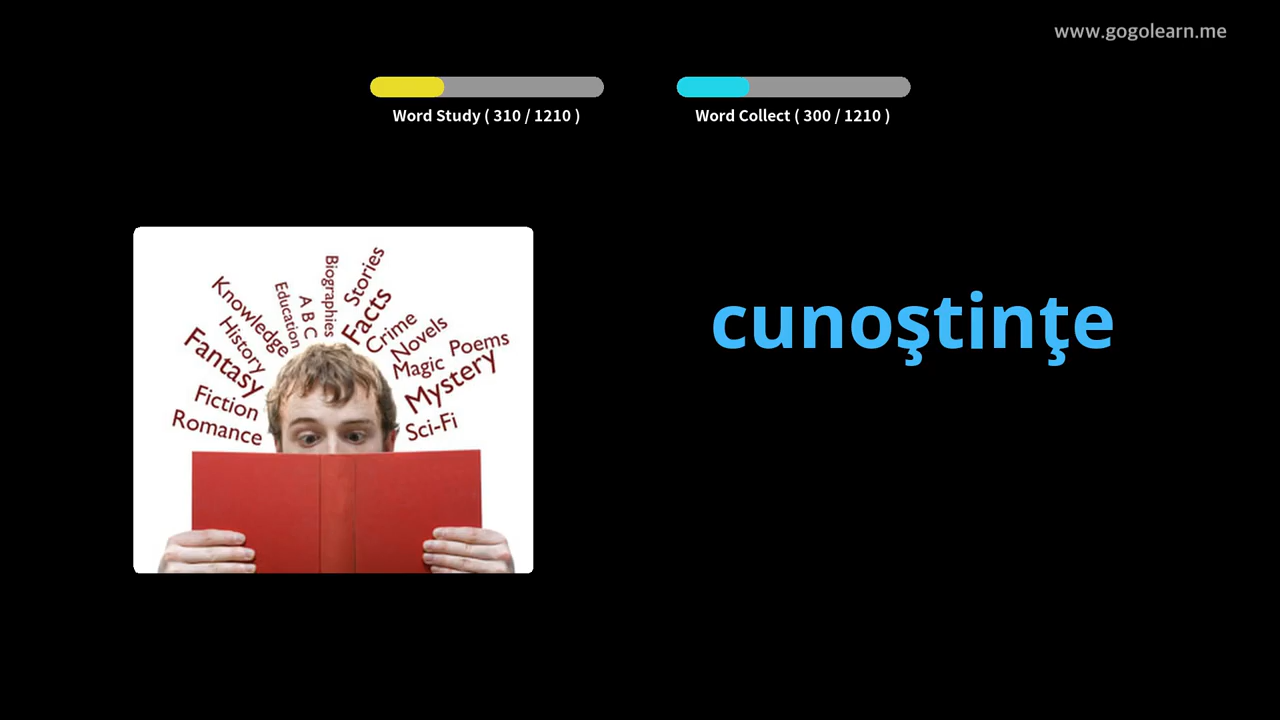 www.gogolearn.me
Word Study ( 310 / 1210 )
Word Collect ( 300 / 1210 )
Stories
Biographies
Facts
A B C
Education
Knowledge
Crime
Novels
History
Poems
Fantasy
Magic
Mystery
Fiction
Romance
Sci-Fi
cunoştinţe